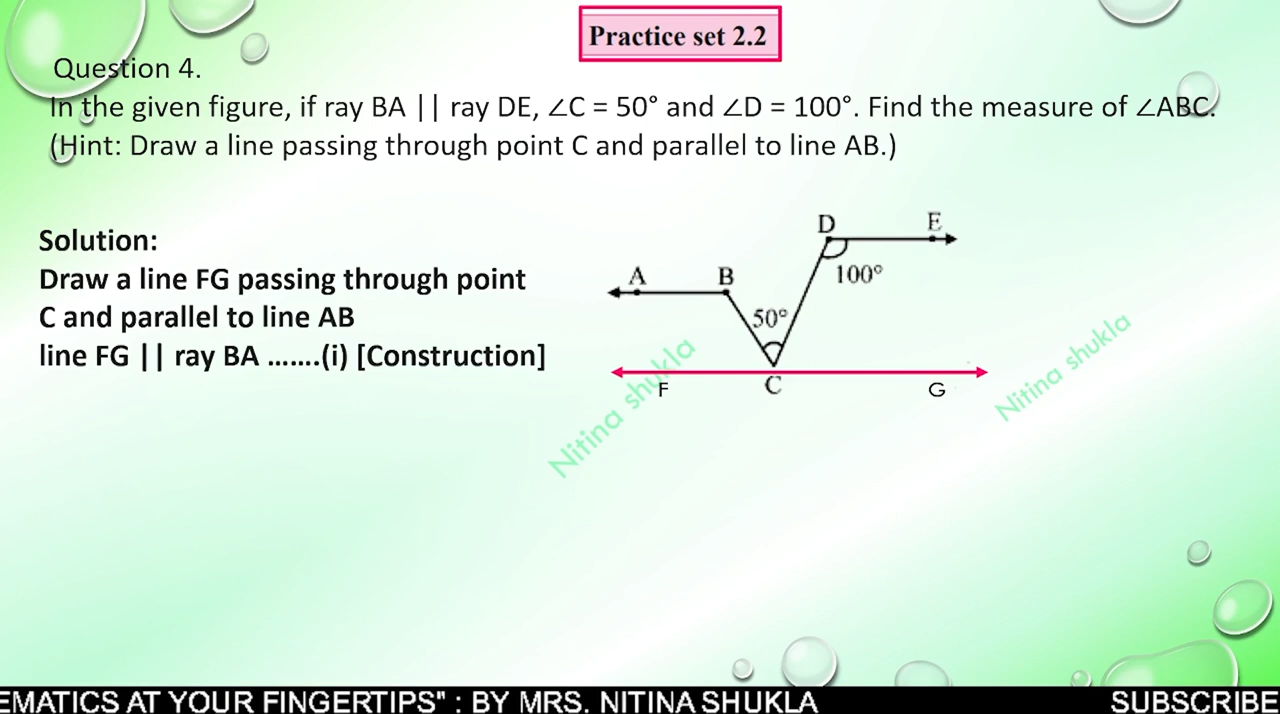 Practice set 2.2
Question 4.
In the given figure, if ray BA || ray DE, ∠C = 50° and ∠D = 100°. Find the measure of ∠ABC.
(Hint: Draw a line passing through point C and parallel to line AB.)
Solution:
Draw a line FG passing through point
C and parallel to line AB
line FG || ray BA .......(i) [Construction]
D E
A B 100°
50°
F C G
Nitina shukla
Nitina shukla
EMATICS AT YOUR FINGERTIPS" : BY MRS. NITINA SHUKLA SUBSCRIBE